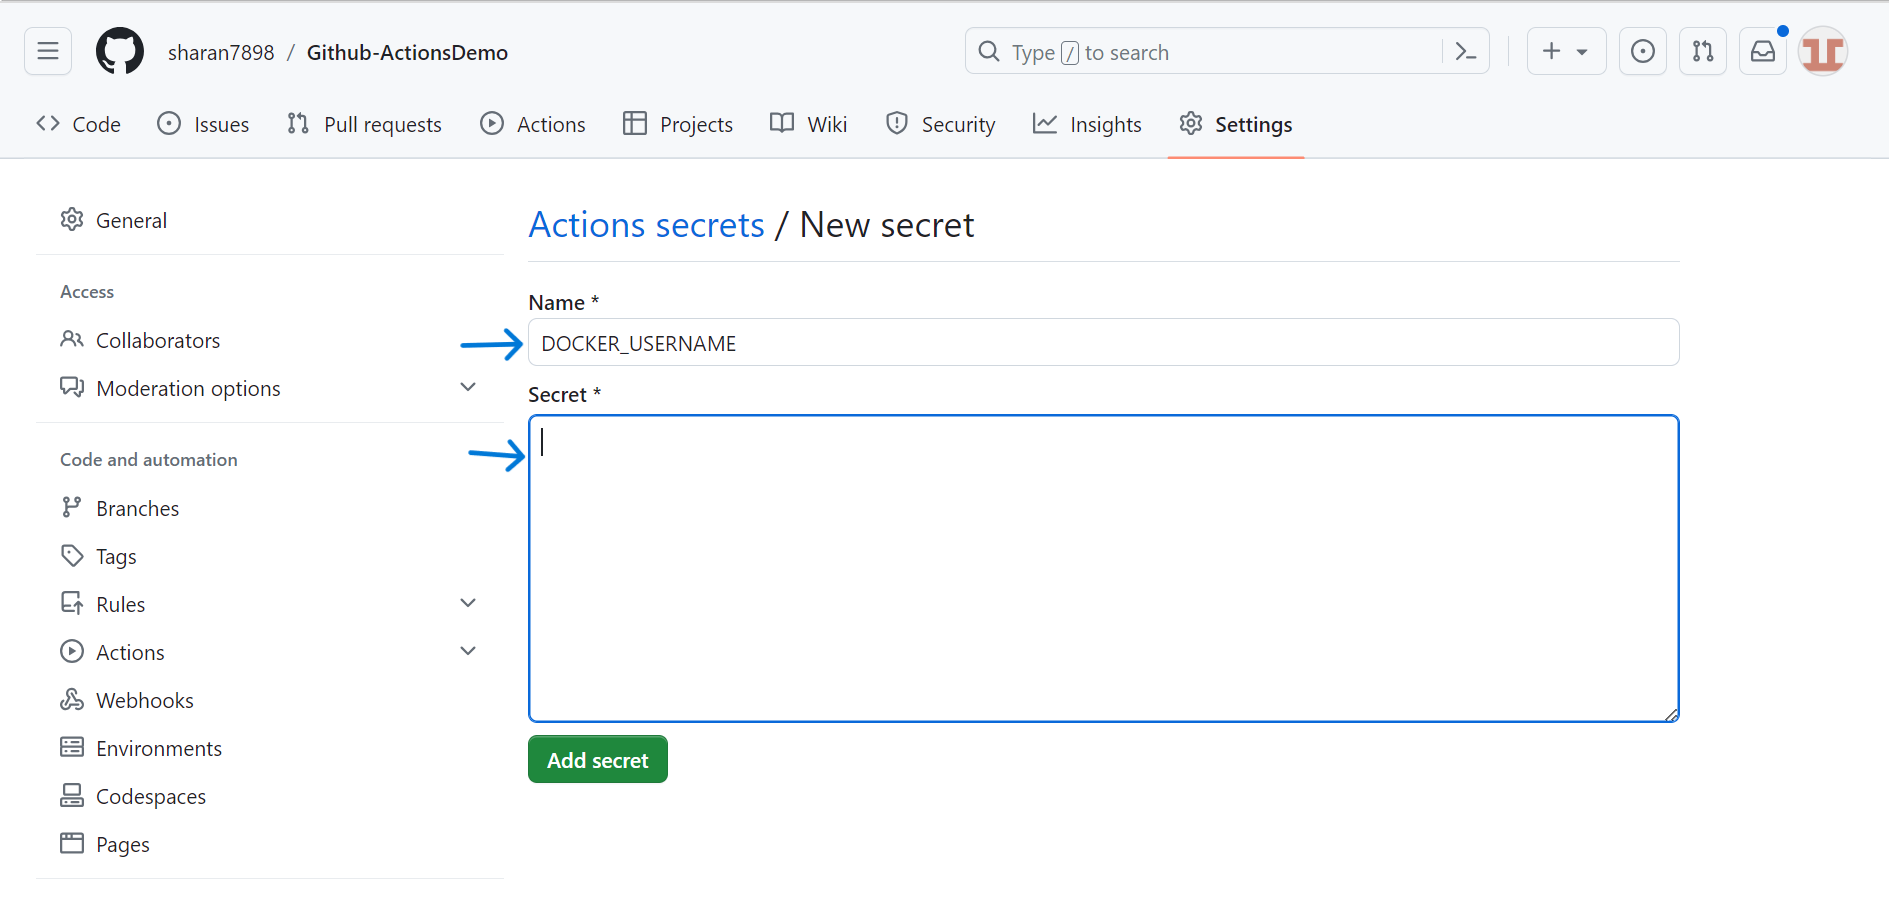 sharan7898 / Github-ActionsDemo
Type / to search
Code Issues Pull requests Actions Projects Wiki Security Insights Settings
General
Access
Collaborators
Moderation options
Code and automation
Branches
Tags
Rules
Actions
Webhooks
Environments
Codespaces
Pages
Actions secrets / New secret
Name *
DOCKER_USERNAME
Secret *
Add secret